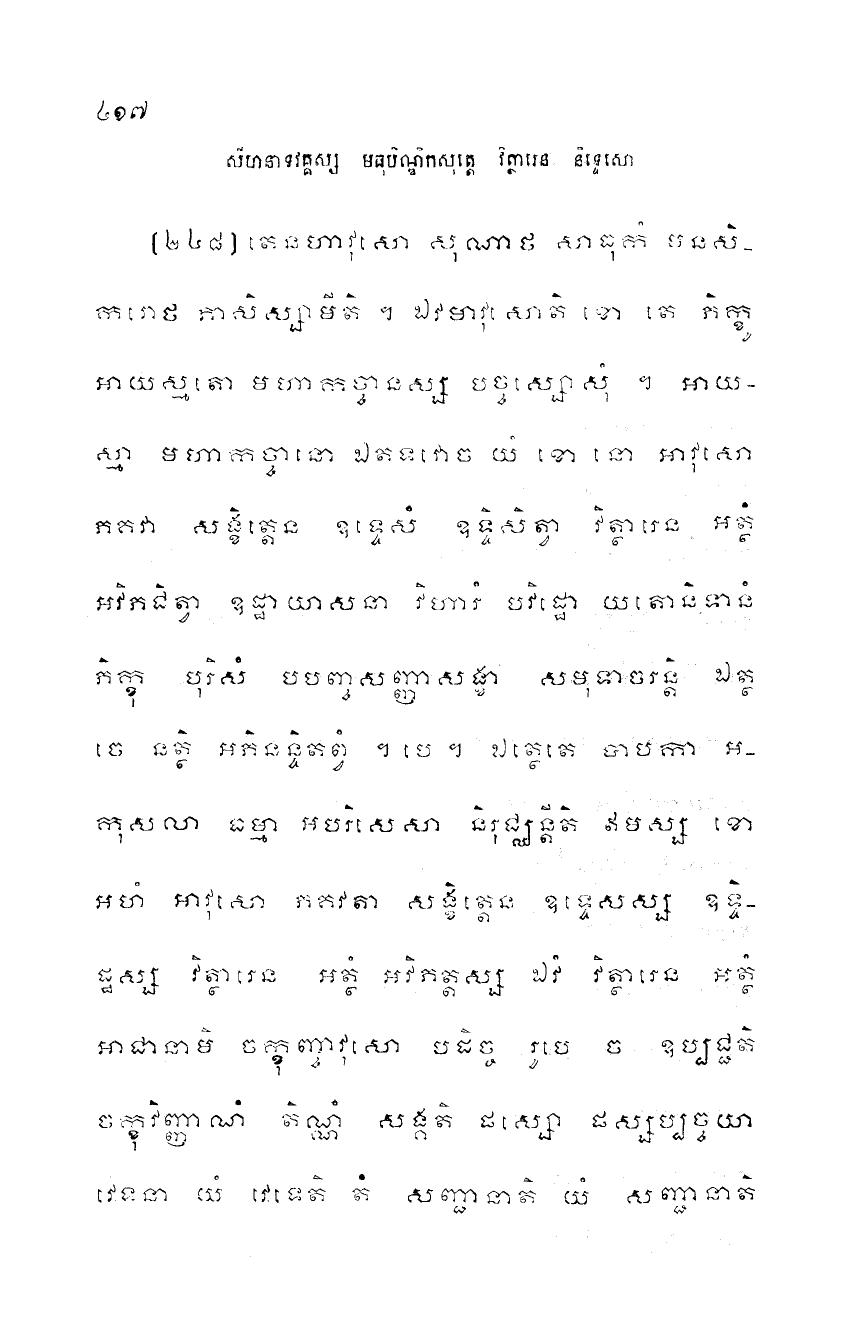 ៤១៧
សីហនាទវគ្គស្ស មធុបិណ្ឌិកសុត្តេ វិត្ថារេន និទ្ទេសោ
(២៤៨) តេនហាវុសោ សុណាថ សាធុកំ មនសិ-
ករោថ ភាសិស្សាមីតិ ។ ឯវមាវុសោតិ ខោ តេ ភិក្ខូ
អាយស្មតោ មហាកច្ចានស្ស បច្ចស្សោសុំ ។ អាយ-
ស្មា មហាកច្ចានោ ឯតទវោច យំ ខោ នោ អាវុសោ
ភគវា សង្ខិត្តេន ឧទ្ទេសំ ឧទ្ទិសិត្វា វិត្ថារេន អត្ថំ
អវិភជិត្វា ឧដ្ឋាយាសនា វិហារំ បវិដ្ឋោ យតោនិទានំ
ភិក្ខុ បុរិសំ បបញ្ចសញ្ញាសង្ខា សមុទាចរន្តិ ឯត្ថ
ចេ នត្ថិ អភិនន្ទិតព្វំ ។ បេ ។ ឯត្ថេតេ បាបកា អ-
កុសលា ធម្មា អបរិសេសា និរុជ្ឈន្តីតិ ឥមស្ស ខោ
អហំ អាវុសោ ភគវតា សង្ខិត្តេន ឧទ្ទេសស្ស ឧទ្ទិ-
ដ្ឋស្ស វិត្ថារេន អត្ថំ អវិភត្តស្ស ឯវំ វិត្ថារេន អត្ថំ
អាជានាមិ ចក្ខុញ្ចាវុសោ បដិច្ច រូបេ ច ឧប្បជ្ជតិ
ចក្ខុវិញ្ញាណំ តិណ្ណំ សង្គតិ ផស្សោ ផស្សប្បច្ចយា
វេទនា យំ វេទេតិ តំ សញ្ជានាតិ យំ សញ្ជានាតិ